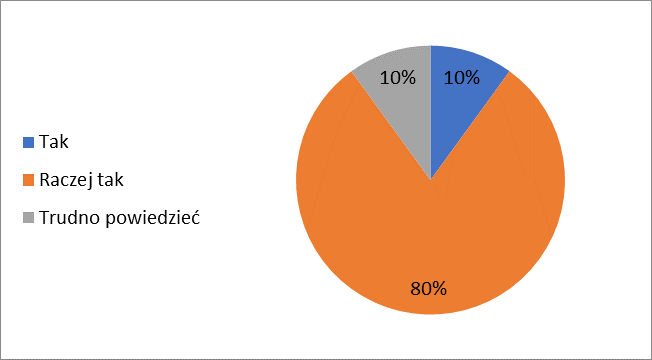 10%
10%
Tak
Raczej tak
Trudno powiedzieć
80%